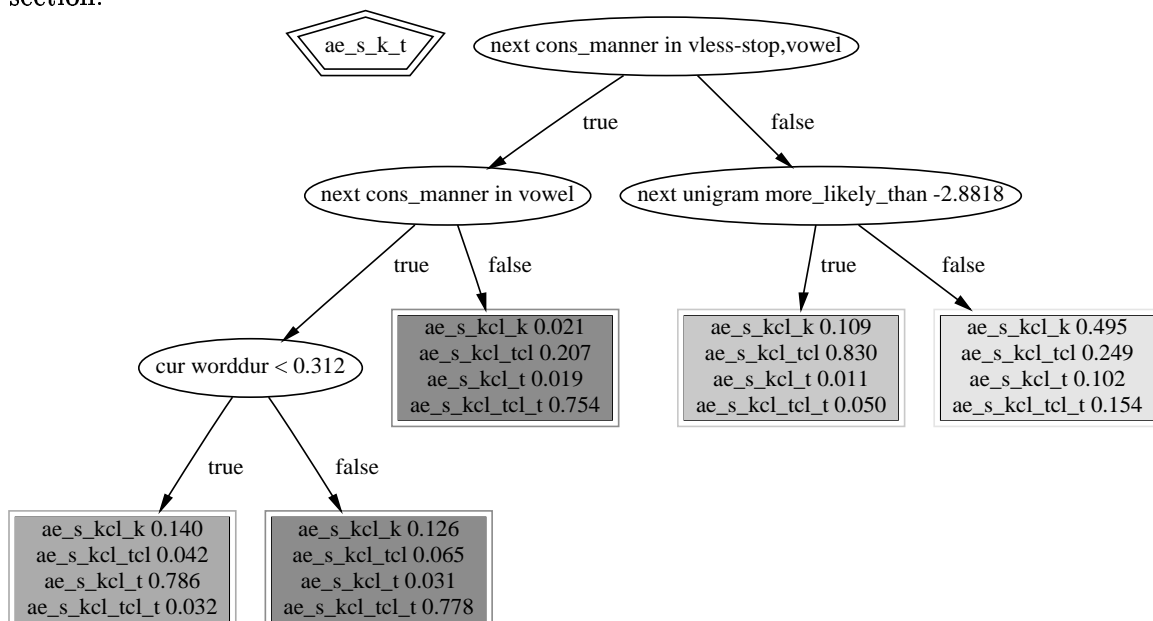 section.
ae_s_k_t
next cons_manner in vless-stop,vowel
true
false
next cons_manner in vowel
next unigram more_likely_than -2.8818
true
false
true
false
cur worddur < 0.312
ae_s_kcl_k 0.021
ae_s_kcl_tcl 0.207
ae_s_kcl_t 0.019
ae_s_kcl_tcl_t 0.754
ae_s_kcl_k 0.109
ae_s_kcl_tcl 0.830
ae_s_kcl_t 0.011
ae_s_kcl_tcl_t 0.050
ae_s_kcl_k 0.495
ae_s_kcl_tcl 0.249
ae_s_kcl_t 0.102
ae_s_kcl_tcl_t 0.154
true
false
ae_s_kcl_k 0.140
ae_s_kcl_tcl 0.042
ae_s_kcl_t 0.786
ae_s_kcl_tcl_t 0.032
ae_s_kcl_k 0.126
ae_s_kcl_tcl 0.065
ae_s_kcl_t 0.031
ae_s_kcl_tcl_t 0.778